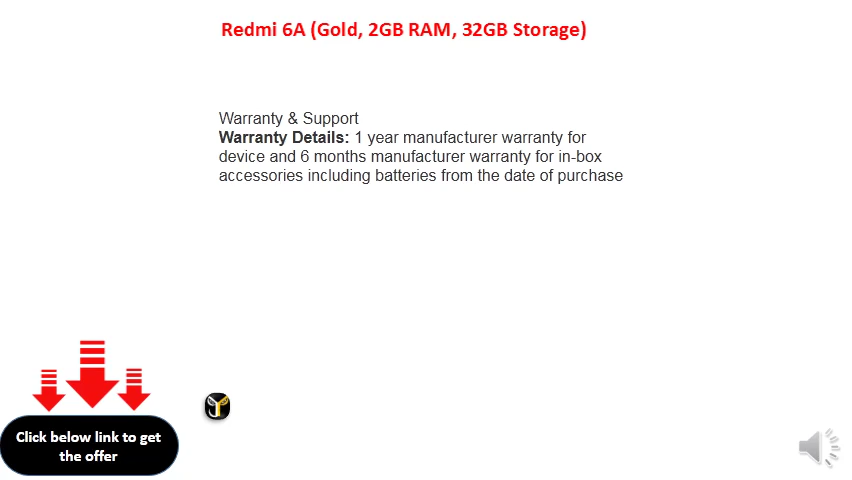 Redmi 6A (Gold, 2GB RAM, 32GB Storage)
Warranty & Support
Warranty Details: 1 year manufacturer warranty for
device and 6 months manufacturer warranty for in-box
accessories including batteries from the date of purchase
Click below link to get
the offer